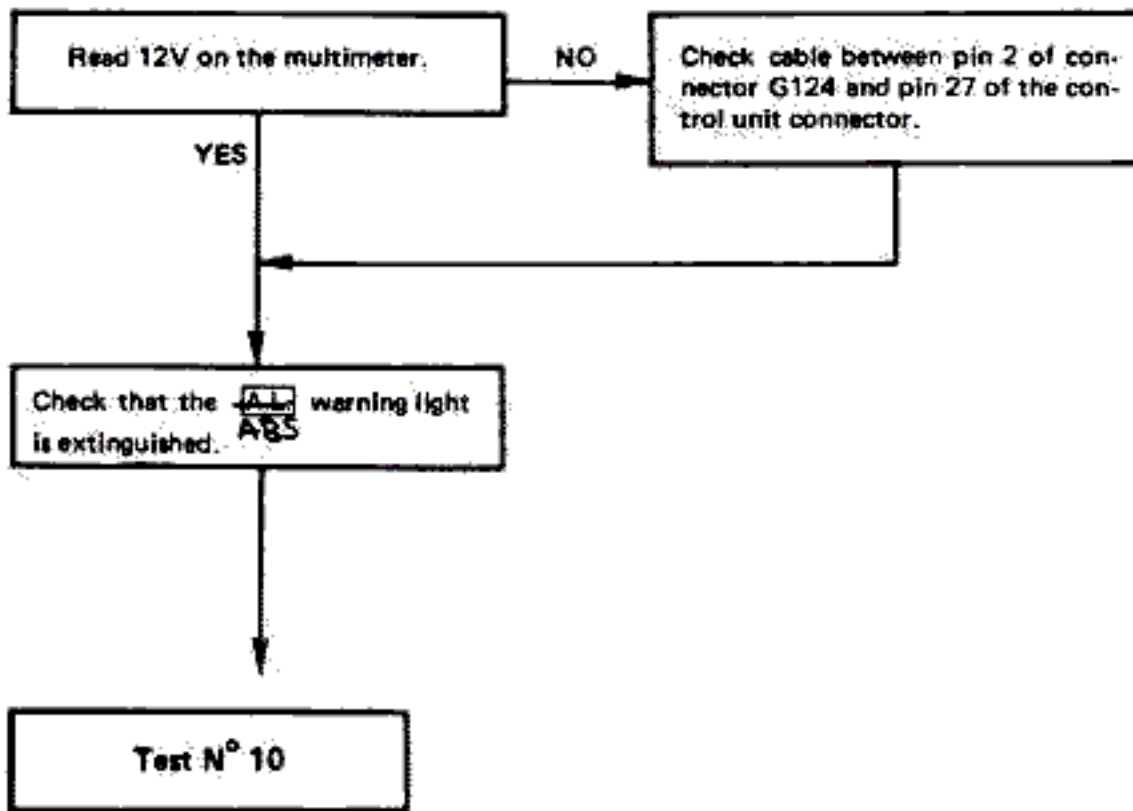 Read 12V on the multimeter.
NO
Check cable between pin 2 of con-
nector G124 and pin 27 of the con-
trol unit connector.
YES
Check that the A.L. warning light
ABS
is extinguished.
Test Nº 10